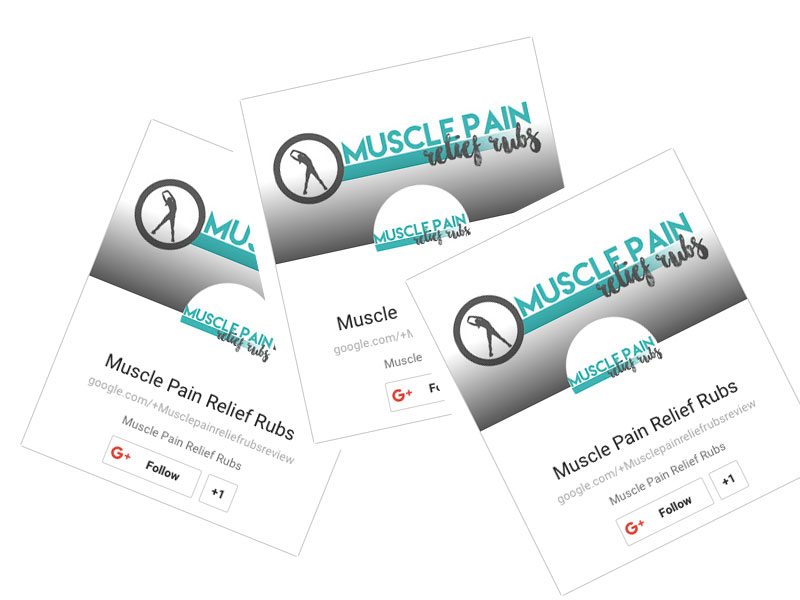 MUSCLE PAIN
relief rubs
MUSCLE PAIN
relief rubs
Muscle
google.com/+M
Muscle
G+ Fo
MUS
MUSCLE PAIN
relief rubs
Muscle Pain Relief Rubs
google.com/+Musclepainreliefrubsreview
Muscle Pain Relief Rubs
G+ Follow +1
MUSCLE PAIN
relief rubs
MUSCLE PAIN
relief rubs
Muscle Pain Relief Rubs
google.com/+Musclepainreliefrubsreview
Muscle Pain Relief Rubs
G+ Follow +1